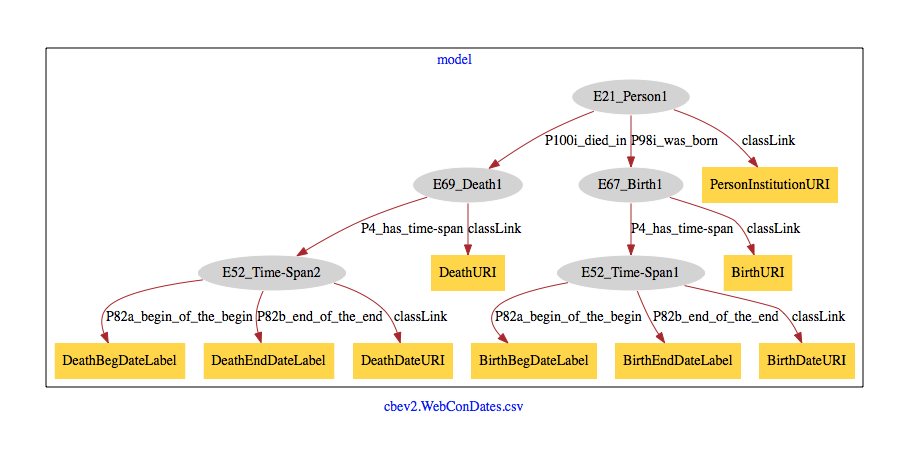 model
E21_Person1
P100i_died_in P98i_was_born classLink
E69_Death1 E67_Birth1 PersonInstitutionURI
P4_has_time-span classLink P4_has_time-span classLink
E52_Time-Span2 DeathURI E52_Time-Span1 BirthURI
P82a_begin_of_the_begin P82b_end_of_the_end classLink P82a_begin_of_the_begin P82b_end_of_the_end classLink
DeathBegDateLabel DeathEndDateLabel DeathDateURI BirthBegDateLabel BirthEndDateLabel BirthDateURI
cbev2.WebConDates.csv